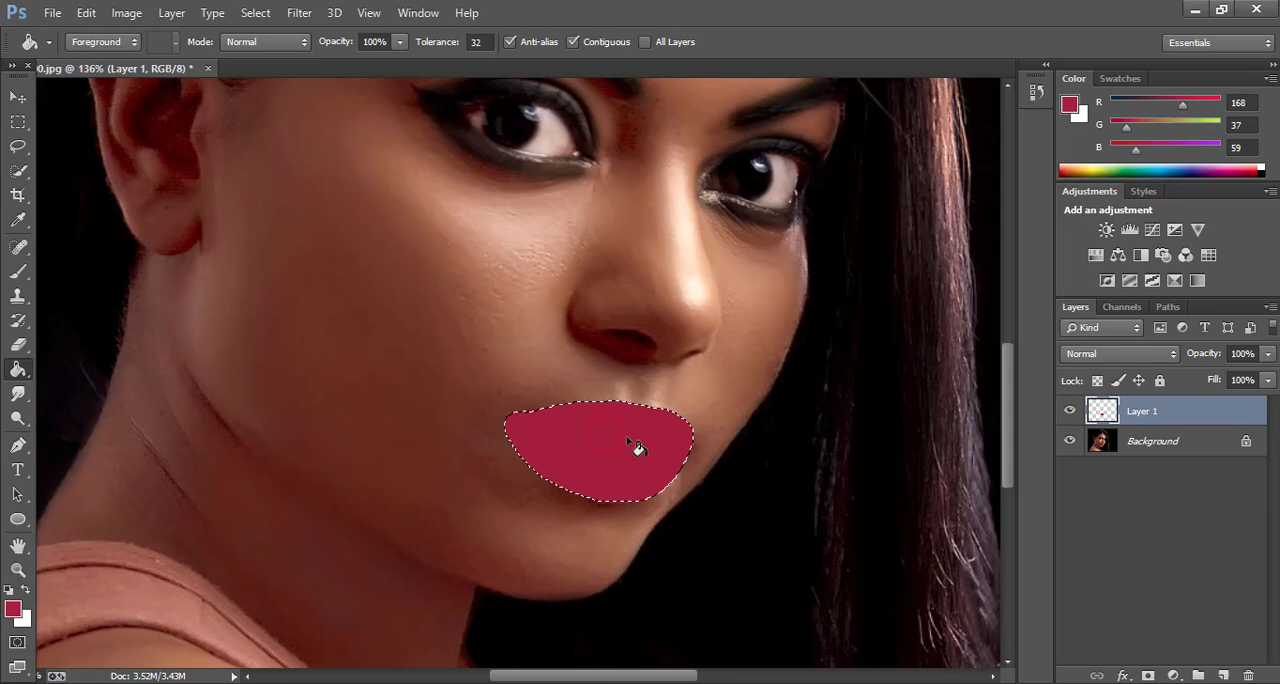 Ps File Edit Image Layer Type Select Filter 3D View Window Help
Foreground Mode: Normal Opacity: 100% Tolerance: 32 Anti-alias Contiguous All Layers Essentials
0.jpg @ 136% (Layer 1, RGB/8) * ×
Color Swatches
R 168
G 37
B 59
Adjustments Styles
Add an adjustment
Layers Channels Paths
Kind T
Normal Opacity: 100%
Lock: Fill: 100%
Layer 1
Background
T
Doc: 3.52M/3.43M
fx